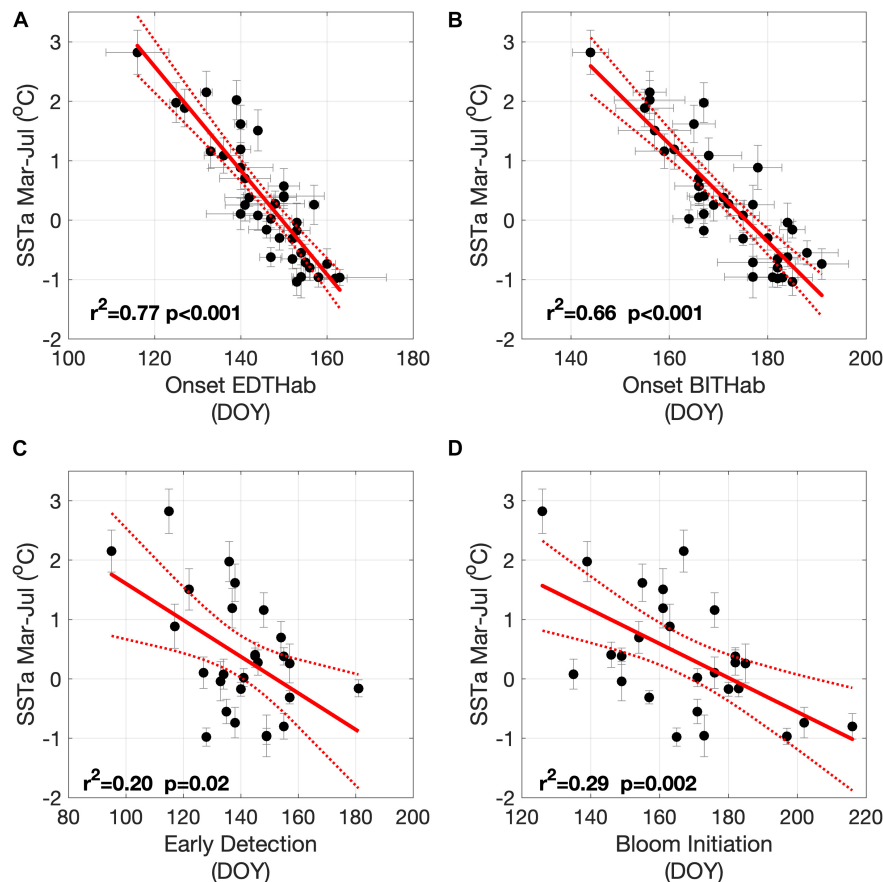 A
SSTa Mar-Jul (°C)
3
2
1
0
-1
-2
r²=0.77 p<0.001
100 120 140 160 180
Onset EDTHab
(DOY)
B
SSTa Mar-Jul (°C)
3
2
1
0
-1
-2
r²=0.66 p<0.001
140 160 180 200
Onset BITHab
(DOY)
C
SSTa Mar-Jul (°C)
3
2
1
0
-1
-2
r²=0.20 p=0.02
80 100 120 140 160 180 200
Early Detection
(DOY)
D
SSTa Mar-Jul (°C)
3
2
1
0
-1
-2
r²=0.29 p=0.002
120 140 160 180 200 220
Bloom Initiation
(DOY)